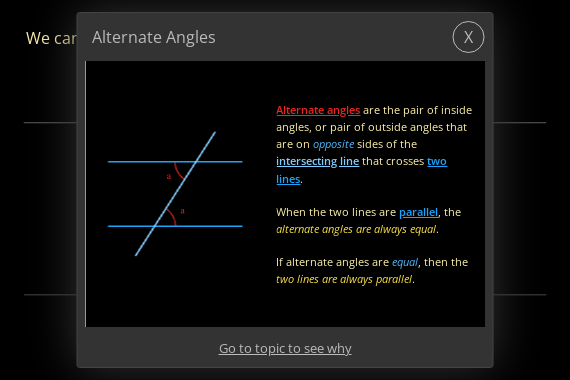 We can
Alternate Angles
X
Alternate angles are the pair of inside
angles, or pair of outside angles that
are on opposite sides of the
intersecting line that crosses two
lines.
a
a
When the two lines are parallel, the
alternate angles are always equal.
If alternate angles are equal, then the
two lines are always parallel.
Go to topic to see why